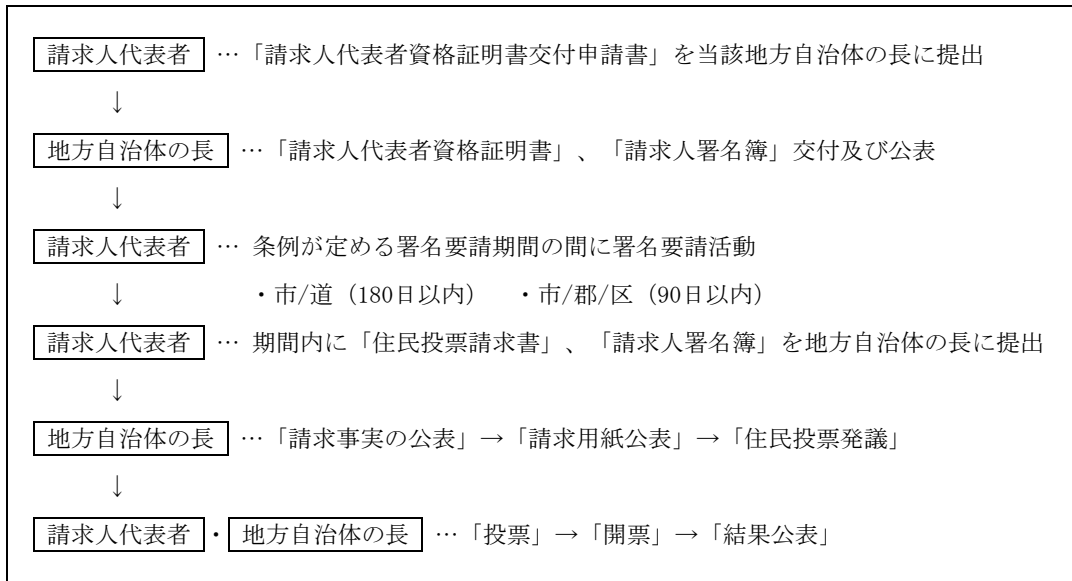 請求人代表者 …「請求人代表者資格証明書交付申請書」を当該地方自治体の長に提出
↓
地方自治体の長 …「請求人代表者資格証明書」、「請求人署名簿」交付及び公表
↓
請求人代表者 … 条例が定める署名要請期間の間に署名要請活動
↓ ・市/道（180日以内） ・市/郡/区（90日以内）
請求人代表者 … 期間内に「住民投票請求書」、「請求人署名簿」を地方自治体の長に提出
↓
地方自治体の長 …「請求事実の公表」→「請求用紙公表」→「住民投票発議」
↓
請求人代表者・地方自治体の長 …「投票」→「開票」→「結果公表」